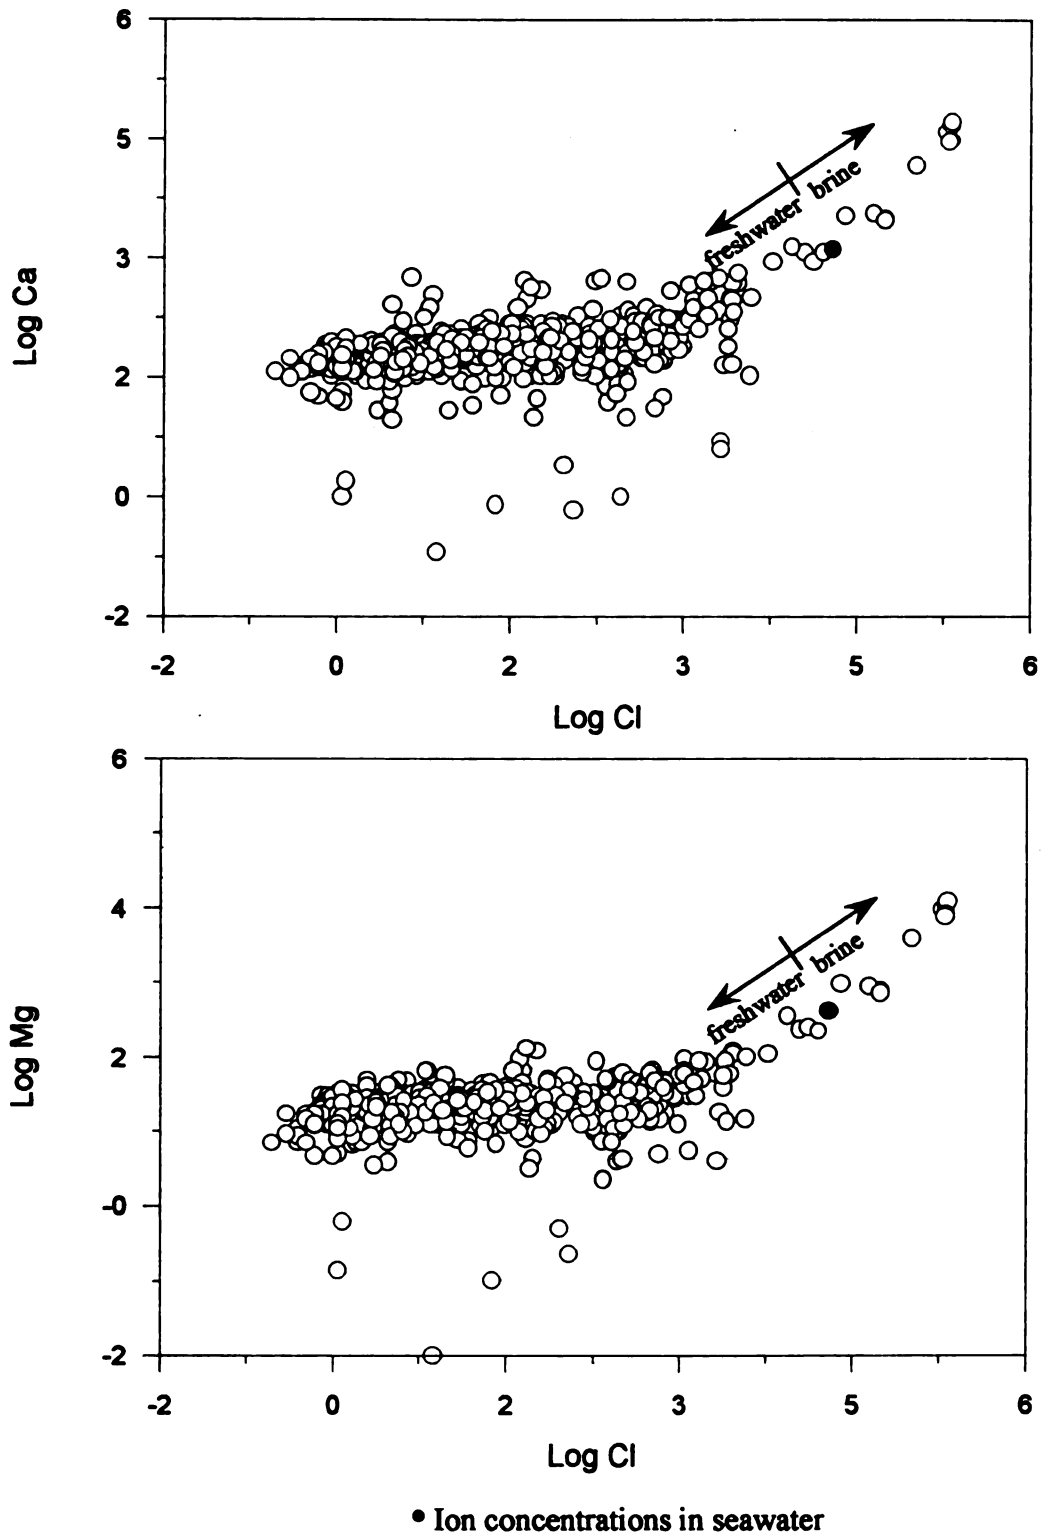 6
5
3
2
0
-2
Log Ca
freshwater brine
-2 0 2 3 5 6
Log Cl
6
4
2
-0
-2
Log Mg
freshwater brine
-2 0 2 3 5 6
Log Cl
● Ion concentrations in seawater